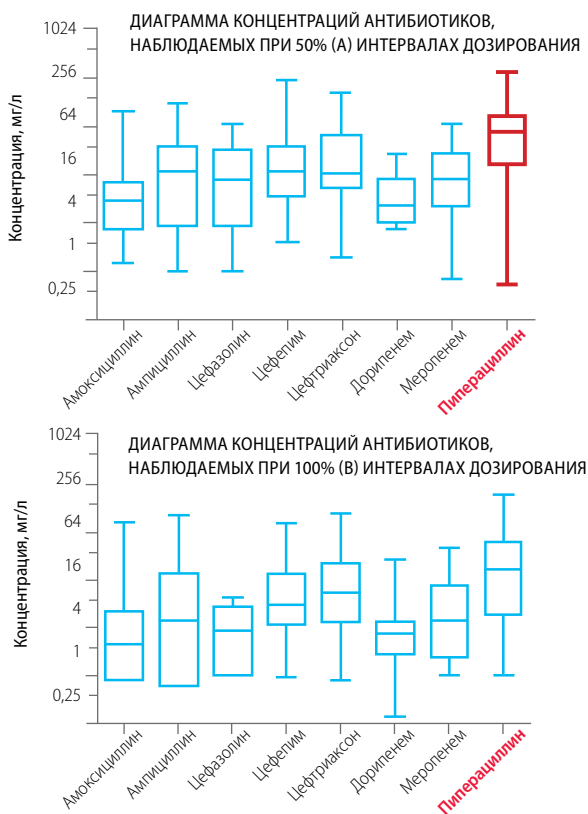 ДИАГРАММА КОНЦЕНТРАЦИЙ АНТИБИОТИКОВ,
НАБЛЮДАЕМЫХ ПРИ 50% (А) ИНТЕРВАЛАХ ДОЗИРОВАНИЯ
Концентрация, мг/л
1024
256
64
16
4
1
0,25
Амоксициллин
Ампициллин
Цефазолин
Цефепим
Цефтриаксон
Дорипенем
Меропенем
Пиперациллин
ДИАГРАММА КОНЦЕНТРАЦИЙ АНТИБИОТИКОВ,
НАБЛЮДАЕМЫХ ПРИ 100% (В) ИНТЕРВАЛАХ ДОЗИРОВАНИЯ
Концентрация, мг/л
1024
256
64
16
4
1
0,25
Амоксициллин
Ампициллин
Цефазолин
Цефепим
Цефтриаксон
Дорипенем
Меропенем
Пиперациллин